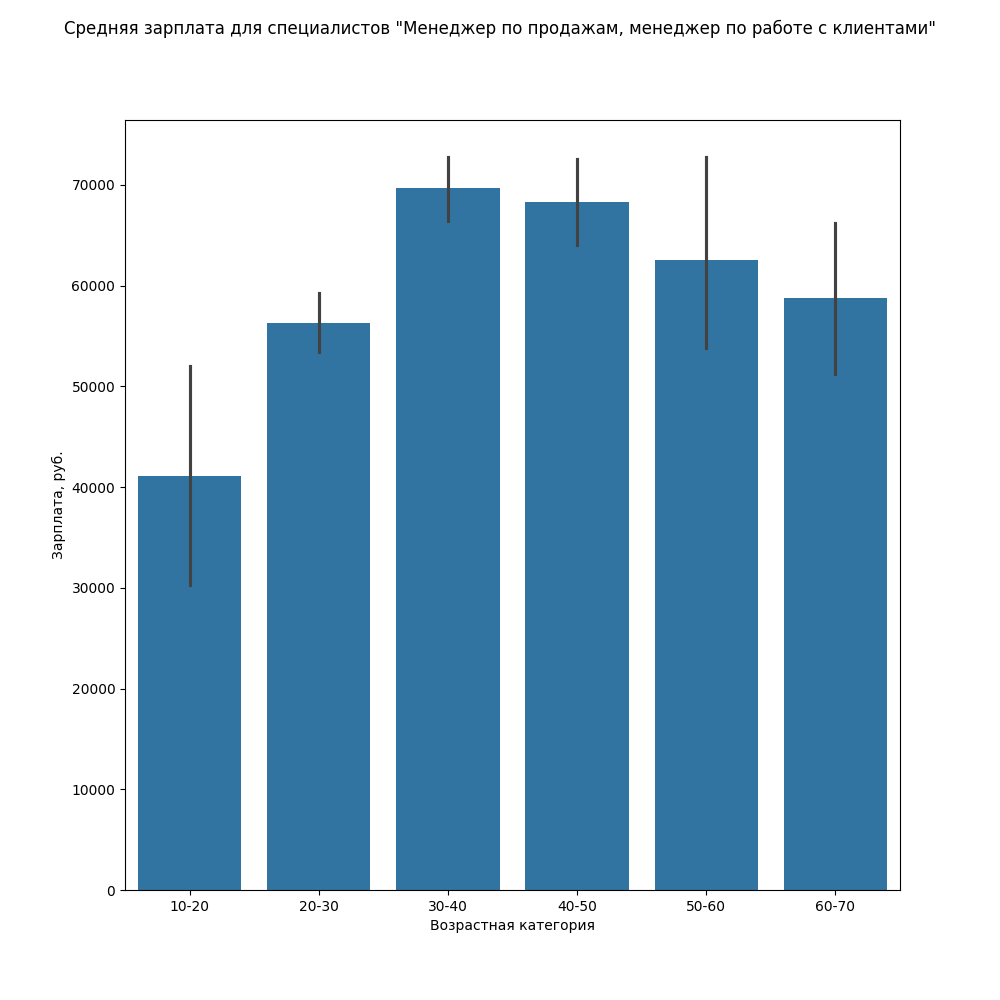 Средняя зарплата для специалистов "Менеджер по продажам, менеджер по работе с клиентами"
70000
60000
50000
40000
30000
20000
10000
0
Зарплата, руб.
10-20 20-30 30-40 40-50 50-60 60-70
Возрастная категория